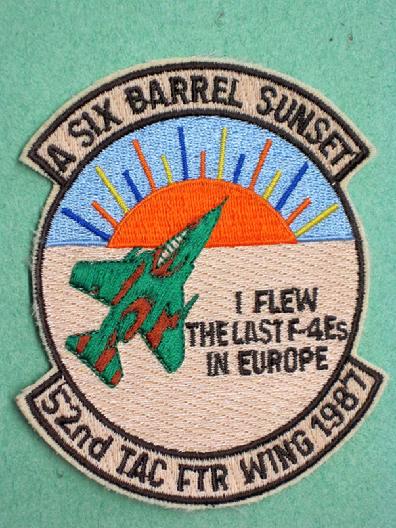 A SIX BARREL SUNSET
I FLEW
THE LAST F-4Es
IN EUROPE
52nd TAC FTR WING 1987